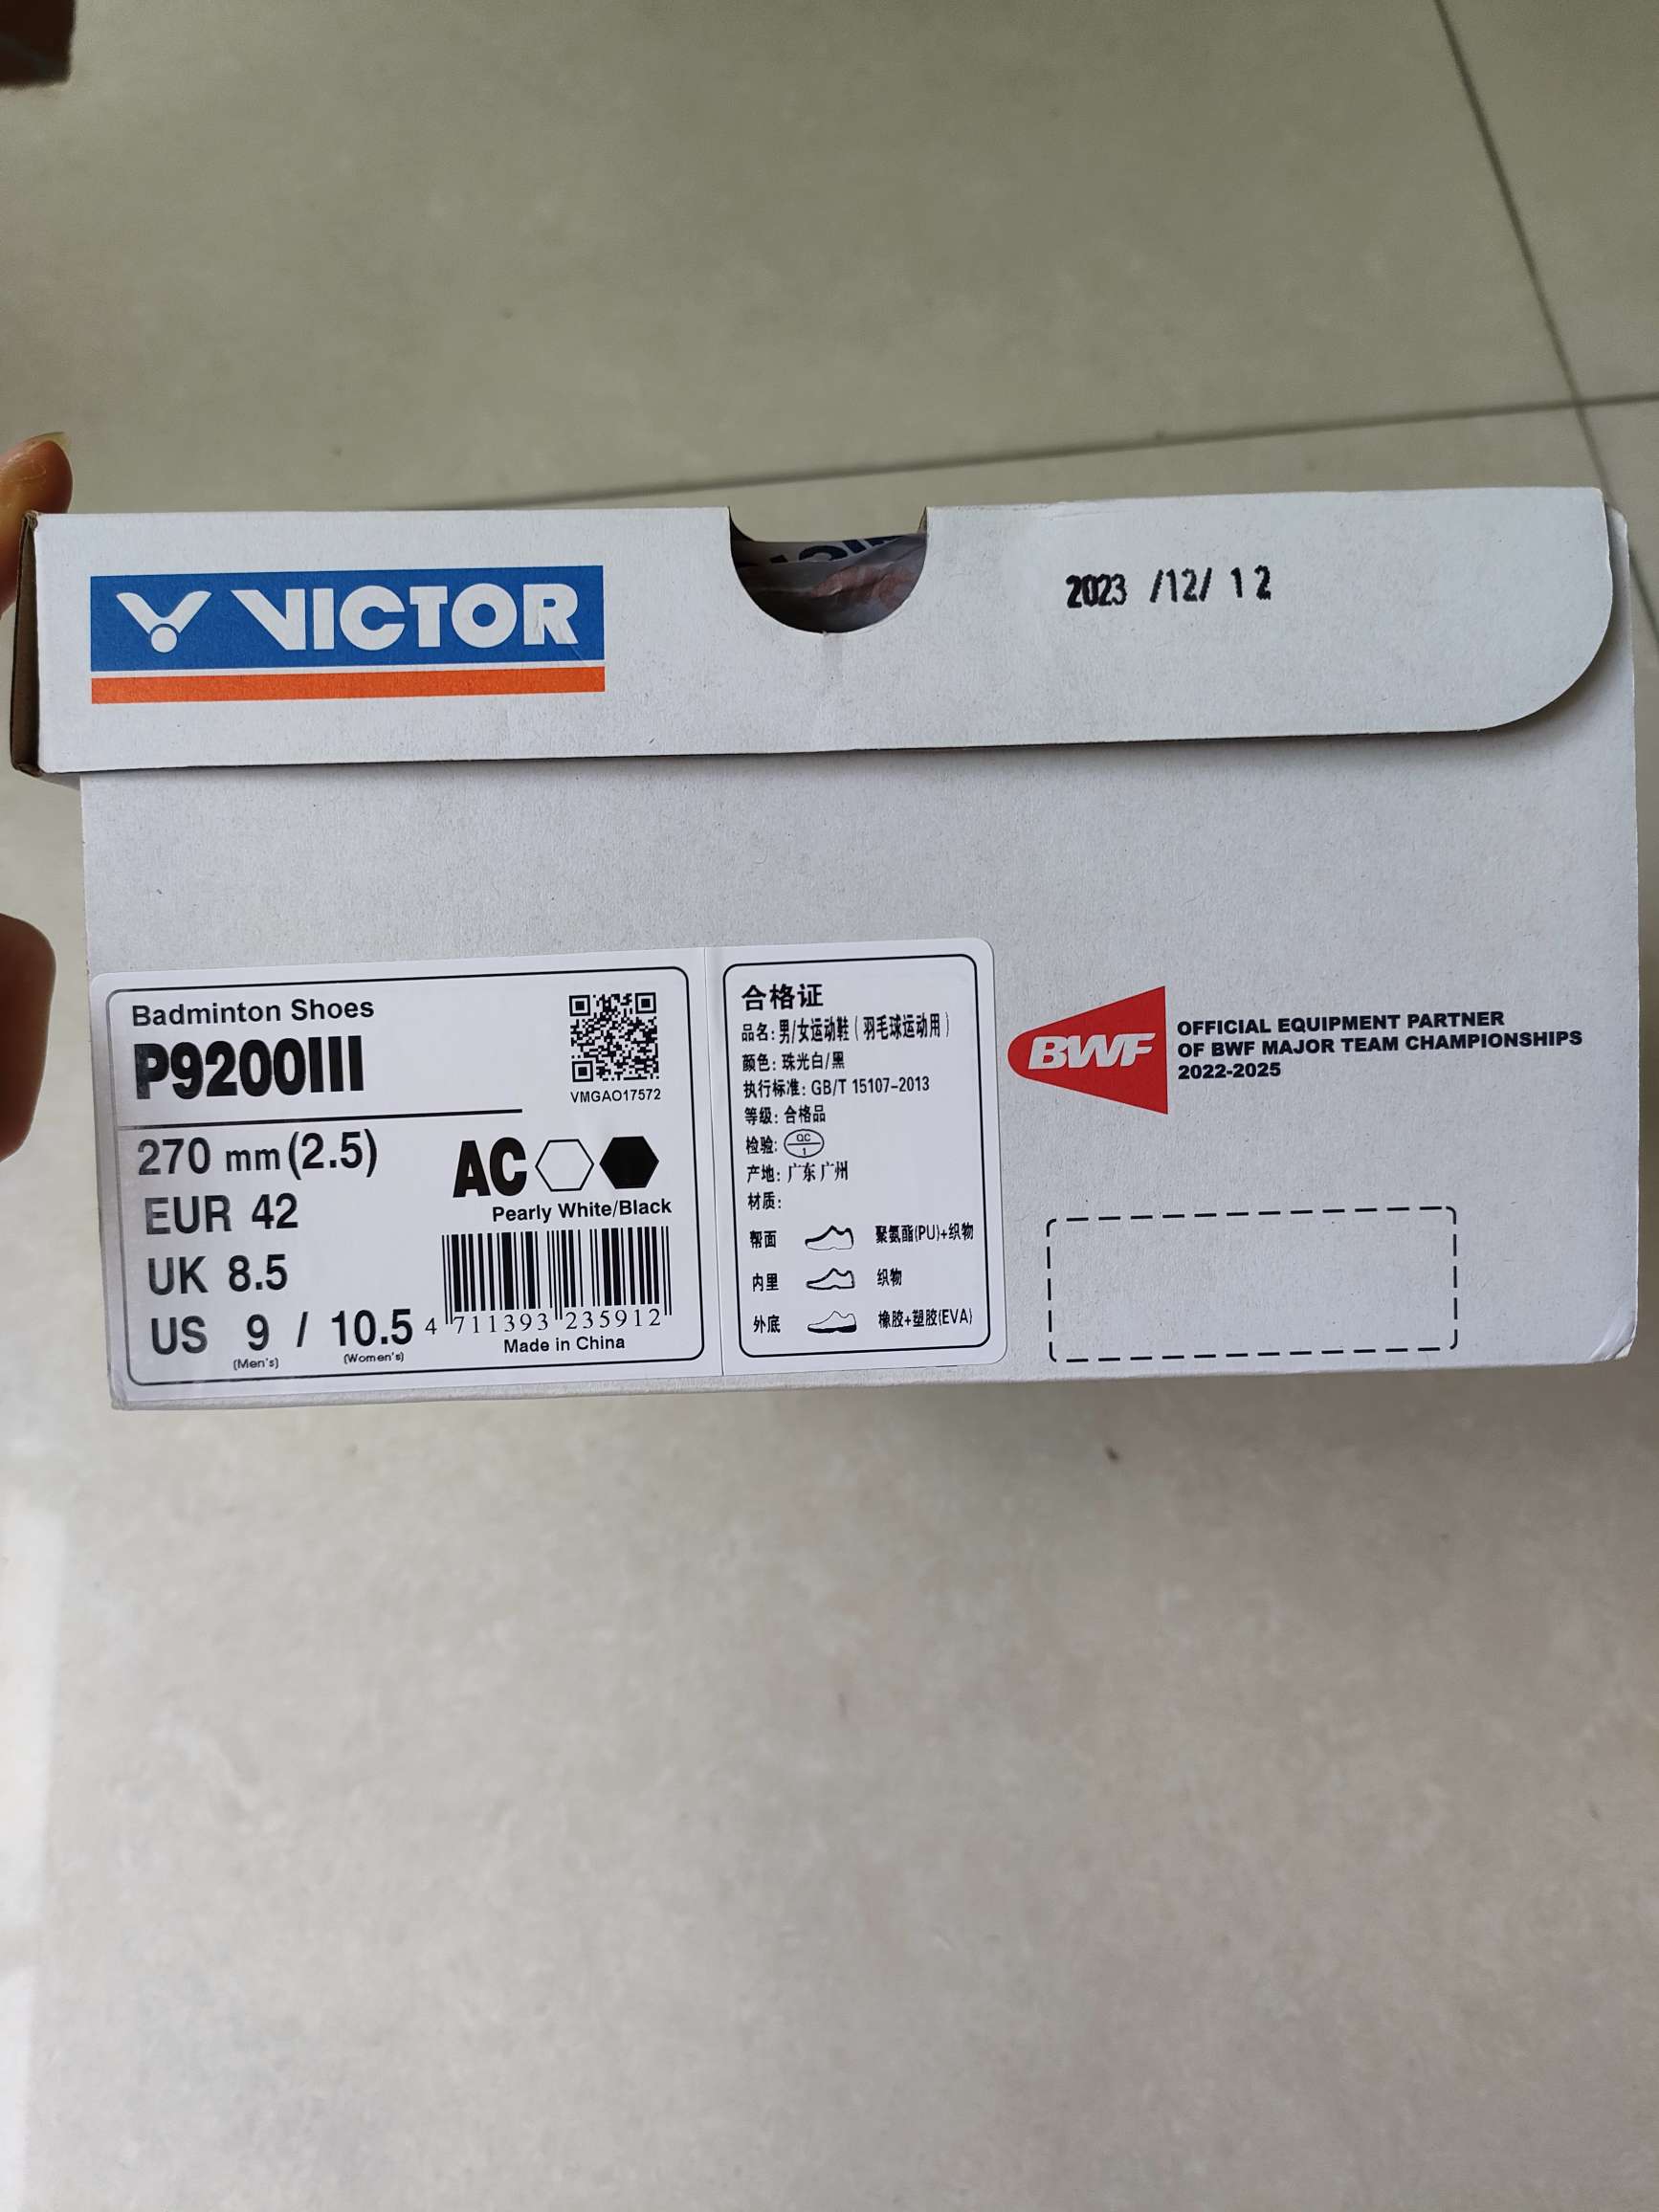 VICTOR
2023 /12/ 12
Badminton Shoes
P9200III
VMGAO17572
270 mm (2.5)
EUR 42
UK 8.5
US 9 / 10.5
(Men's) (Women's)
AC
Pearly White/Black
4 711393 235912
Made in China
合格证
品名: 男/女运动鞋 ( 羽毛球运动用 )
颜色: 珠光白/黑
执行标准: GB/T 15107-2013
等级: 合格品
检验: QC 1
产地: 广东广州
材质:
帮面 聚氨酯(PU)+织物
内里 织物
外底 橡胶+塑胶(EVA)
BWF
OFFICIAL EQUIPMENT PARTNER
OF BWF MAJOR TEAM CHAMPIONSHIPS
2022-2025